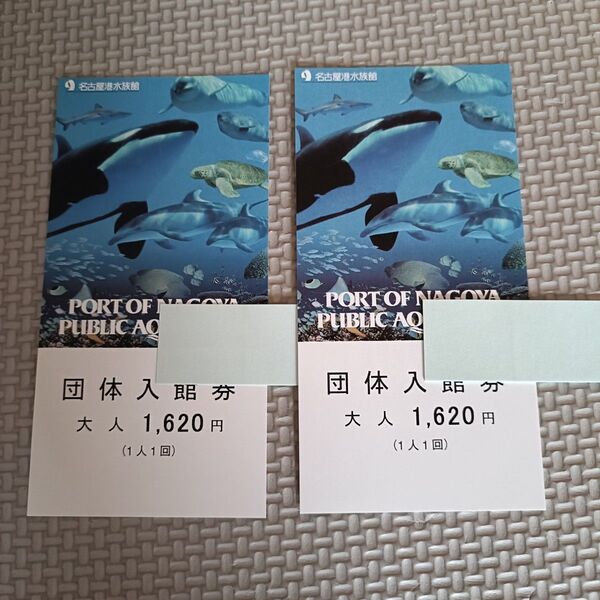 名古屋港水族館
PORT OF NAGOYA
PUBLIC AQ
団体入館券
大人 1,620円
(1人1回)
名古屋港水族館
PORT OF NAGOYA
PUBLIC AQ
団体入館券
大人 1,620円
(1人1回)